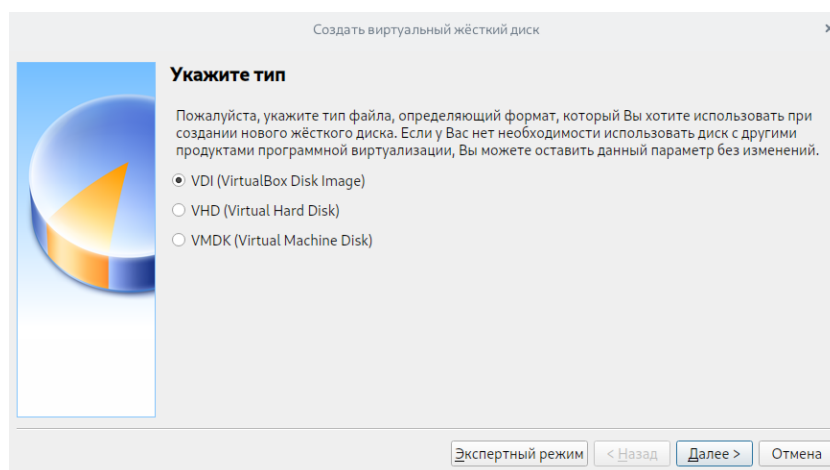 Создать виртуальный жёсткий диск
Укажите тип
Пожалуйста, укажите тип файла, определяющий формат, который Вы хотите использовать при
создании нового жёсткого диска. Если у Вас нет необходимости использовать диск с другими
продуктами программной виртуализации, Вы можете оставить данный параметр без изменений.
VDI (VirtualBox Disk Image)
VHD (Virtual Hard Disk)
VMDK (Virtual Machine Disk)
Экспертный режим < Назад Далее > Отмена